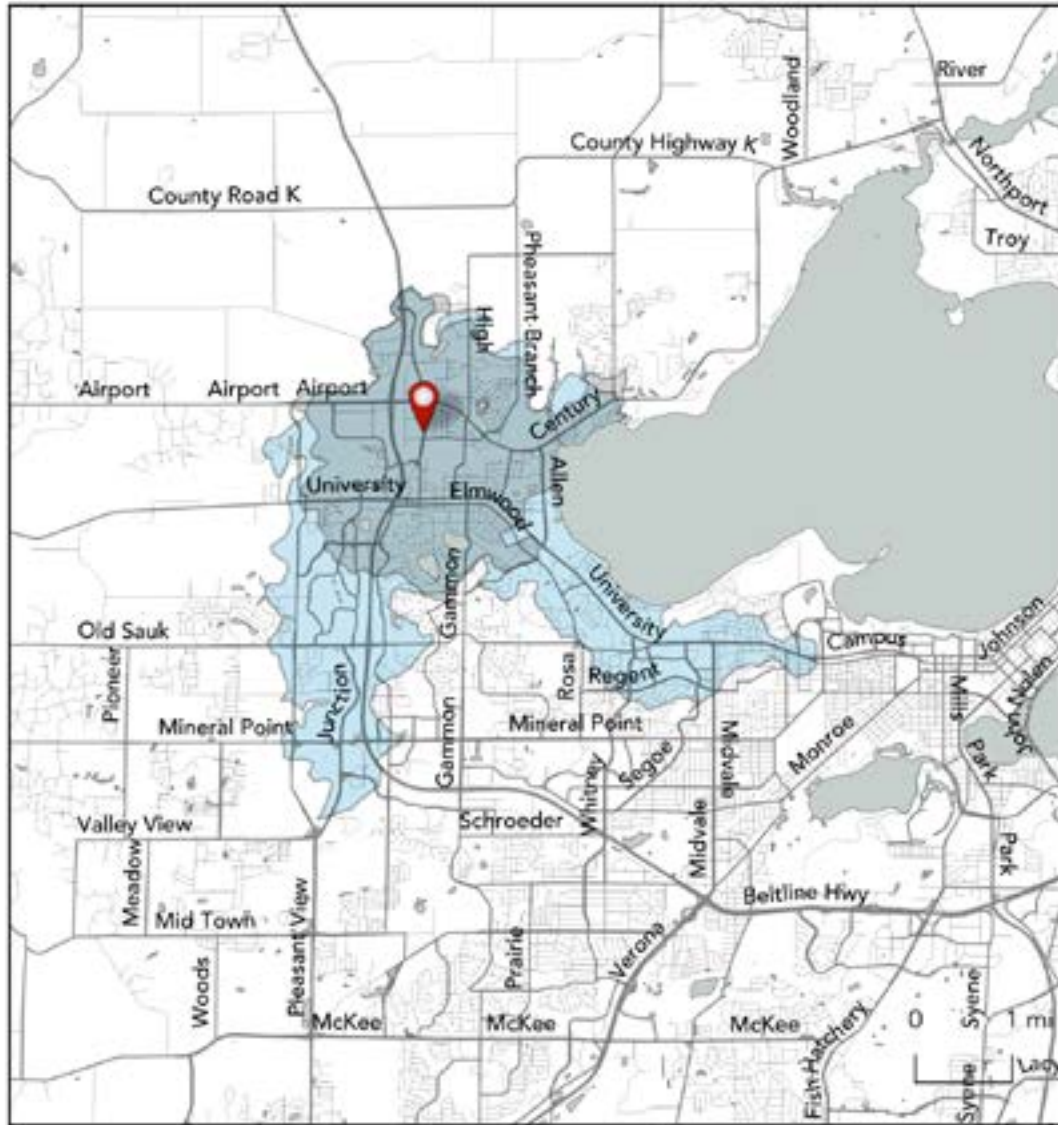 River
Woodland
County Highway K
Northport
County Road K
Troy
Pheasant Branch
High
Airport
Airport
Airport
Century
Allen
University
Elmwood
University
Gammon
Old Sauk
Campus
Johnson
Pioneer
Rosa
Regent
Junction
Mills
John Nolen
Mineral Point
Mineral Point
Gammon
Segoe
Midvale
Monroe
Park
Whitney
Valley View
Schroeder
Midvale
Park
Meadow
Beltline Hwy
Mid Town
Pleasant View
Prairie
Verona
Woods
McKee
McKee
McKee
Fish Hatchery
Syene
0 1 mi
Syene